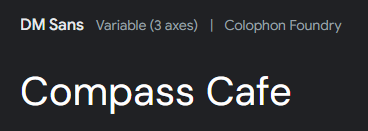 DM Sans Variable (3 axes) | Colophon Foundry
Compass Cafe